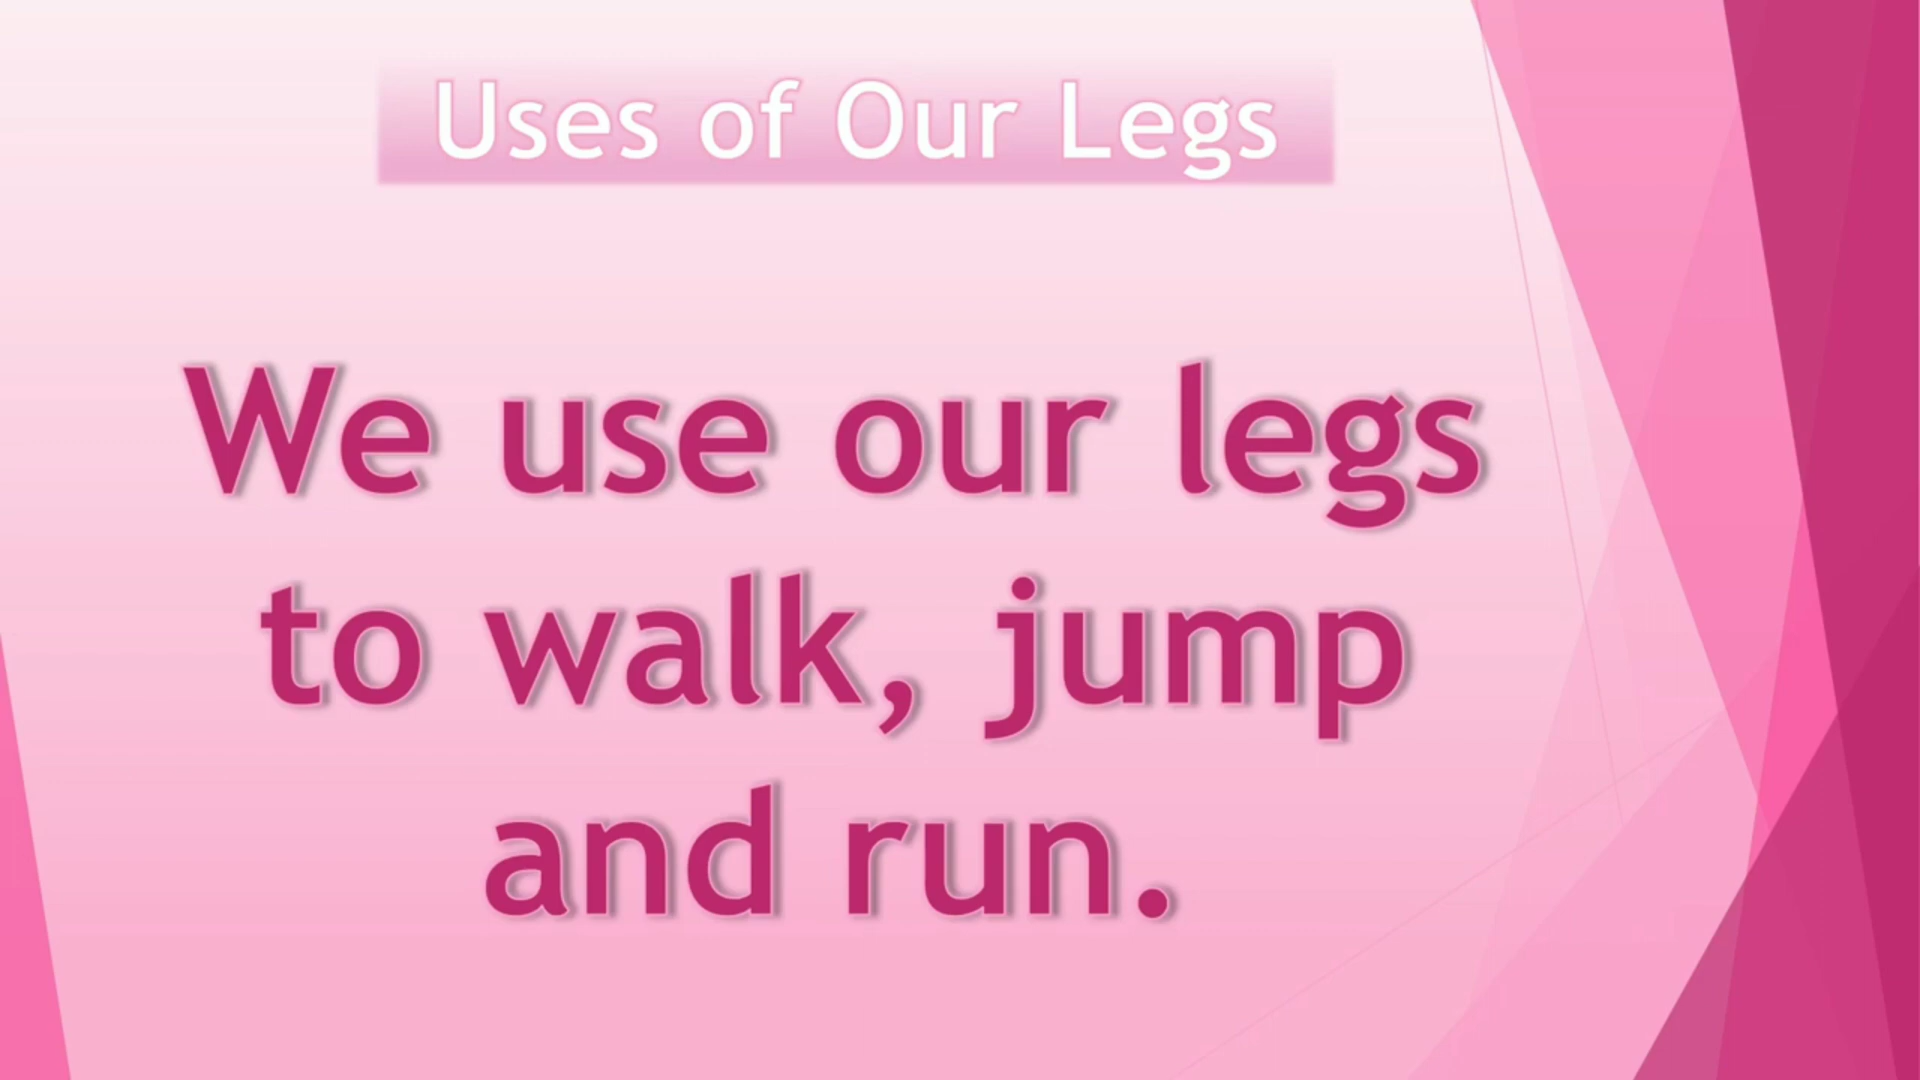 Uses of Our Legs
We use our legs
to walk, jump
and run.